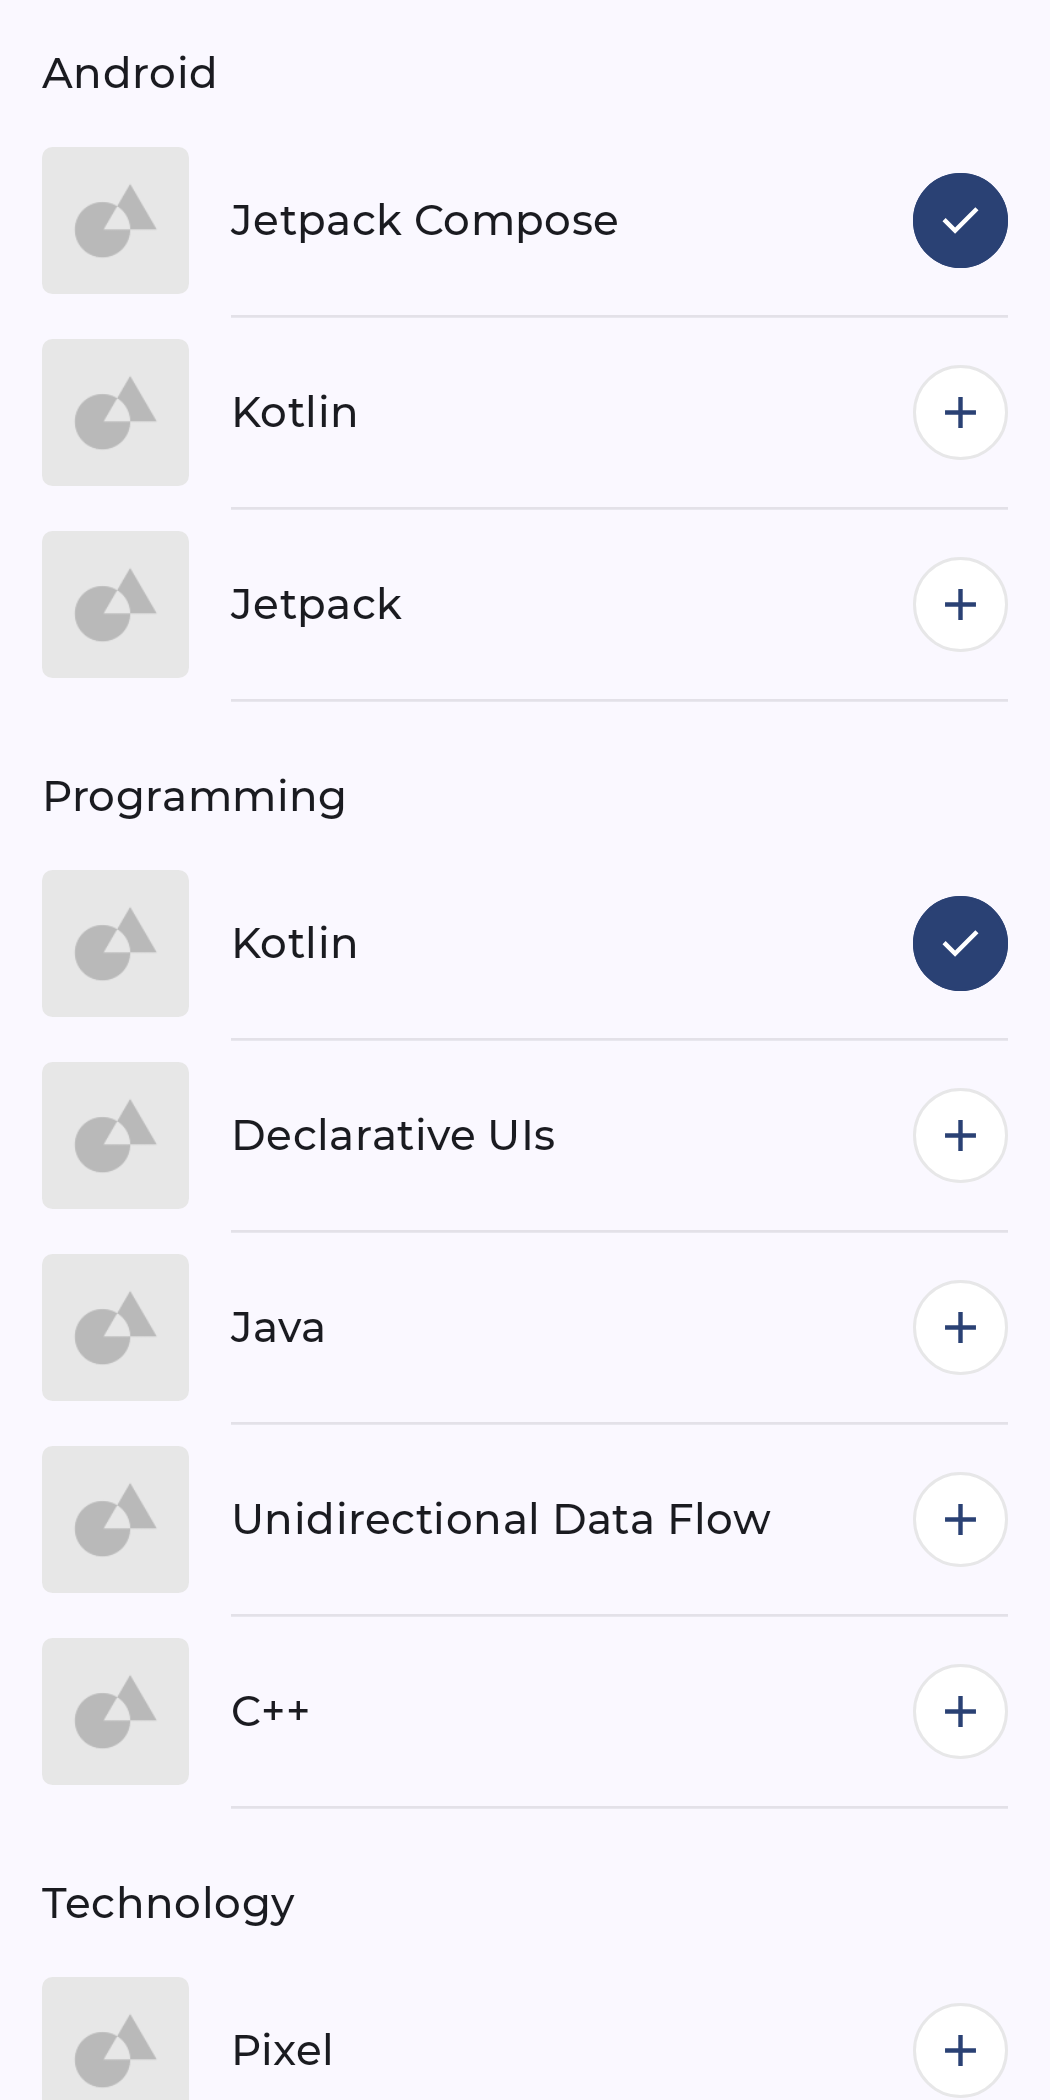 Android
Jetpack Compose
Kotlin
Jetpack
Programming
Kotlin
Declarative UIs
Java
Unidirectional Data Flow
C++
Technology
Pixel